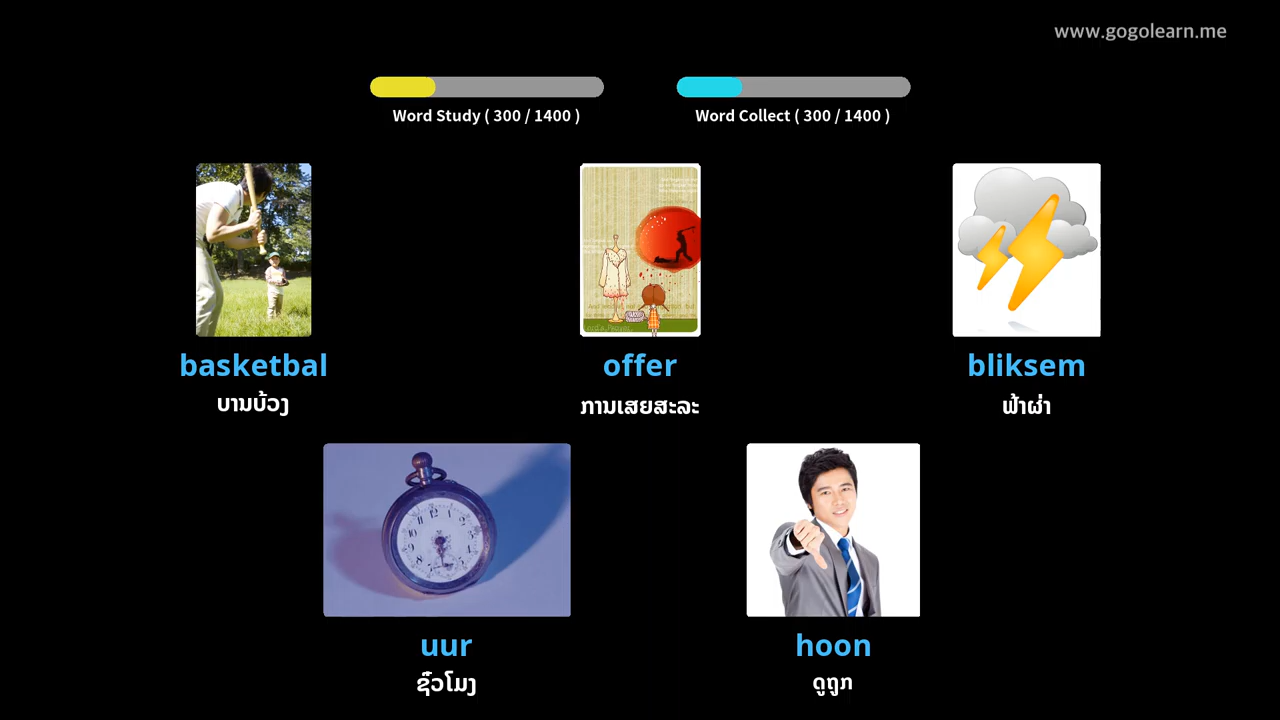 www.gogolearn.me
Word Study ( 300 / 1400 )
Word Collect ( 300 / 1400 )
basketbal
ບານບ້ວງ
offer
ການເສຍສະລະ
bliksem
ຟ້າຜ່າ
uur
ຊົ່ວໂມງ
hoon
ດູຖູກ